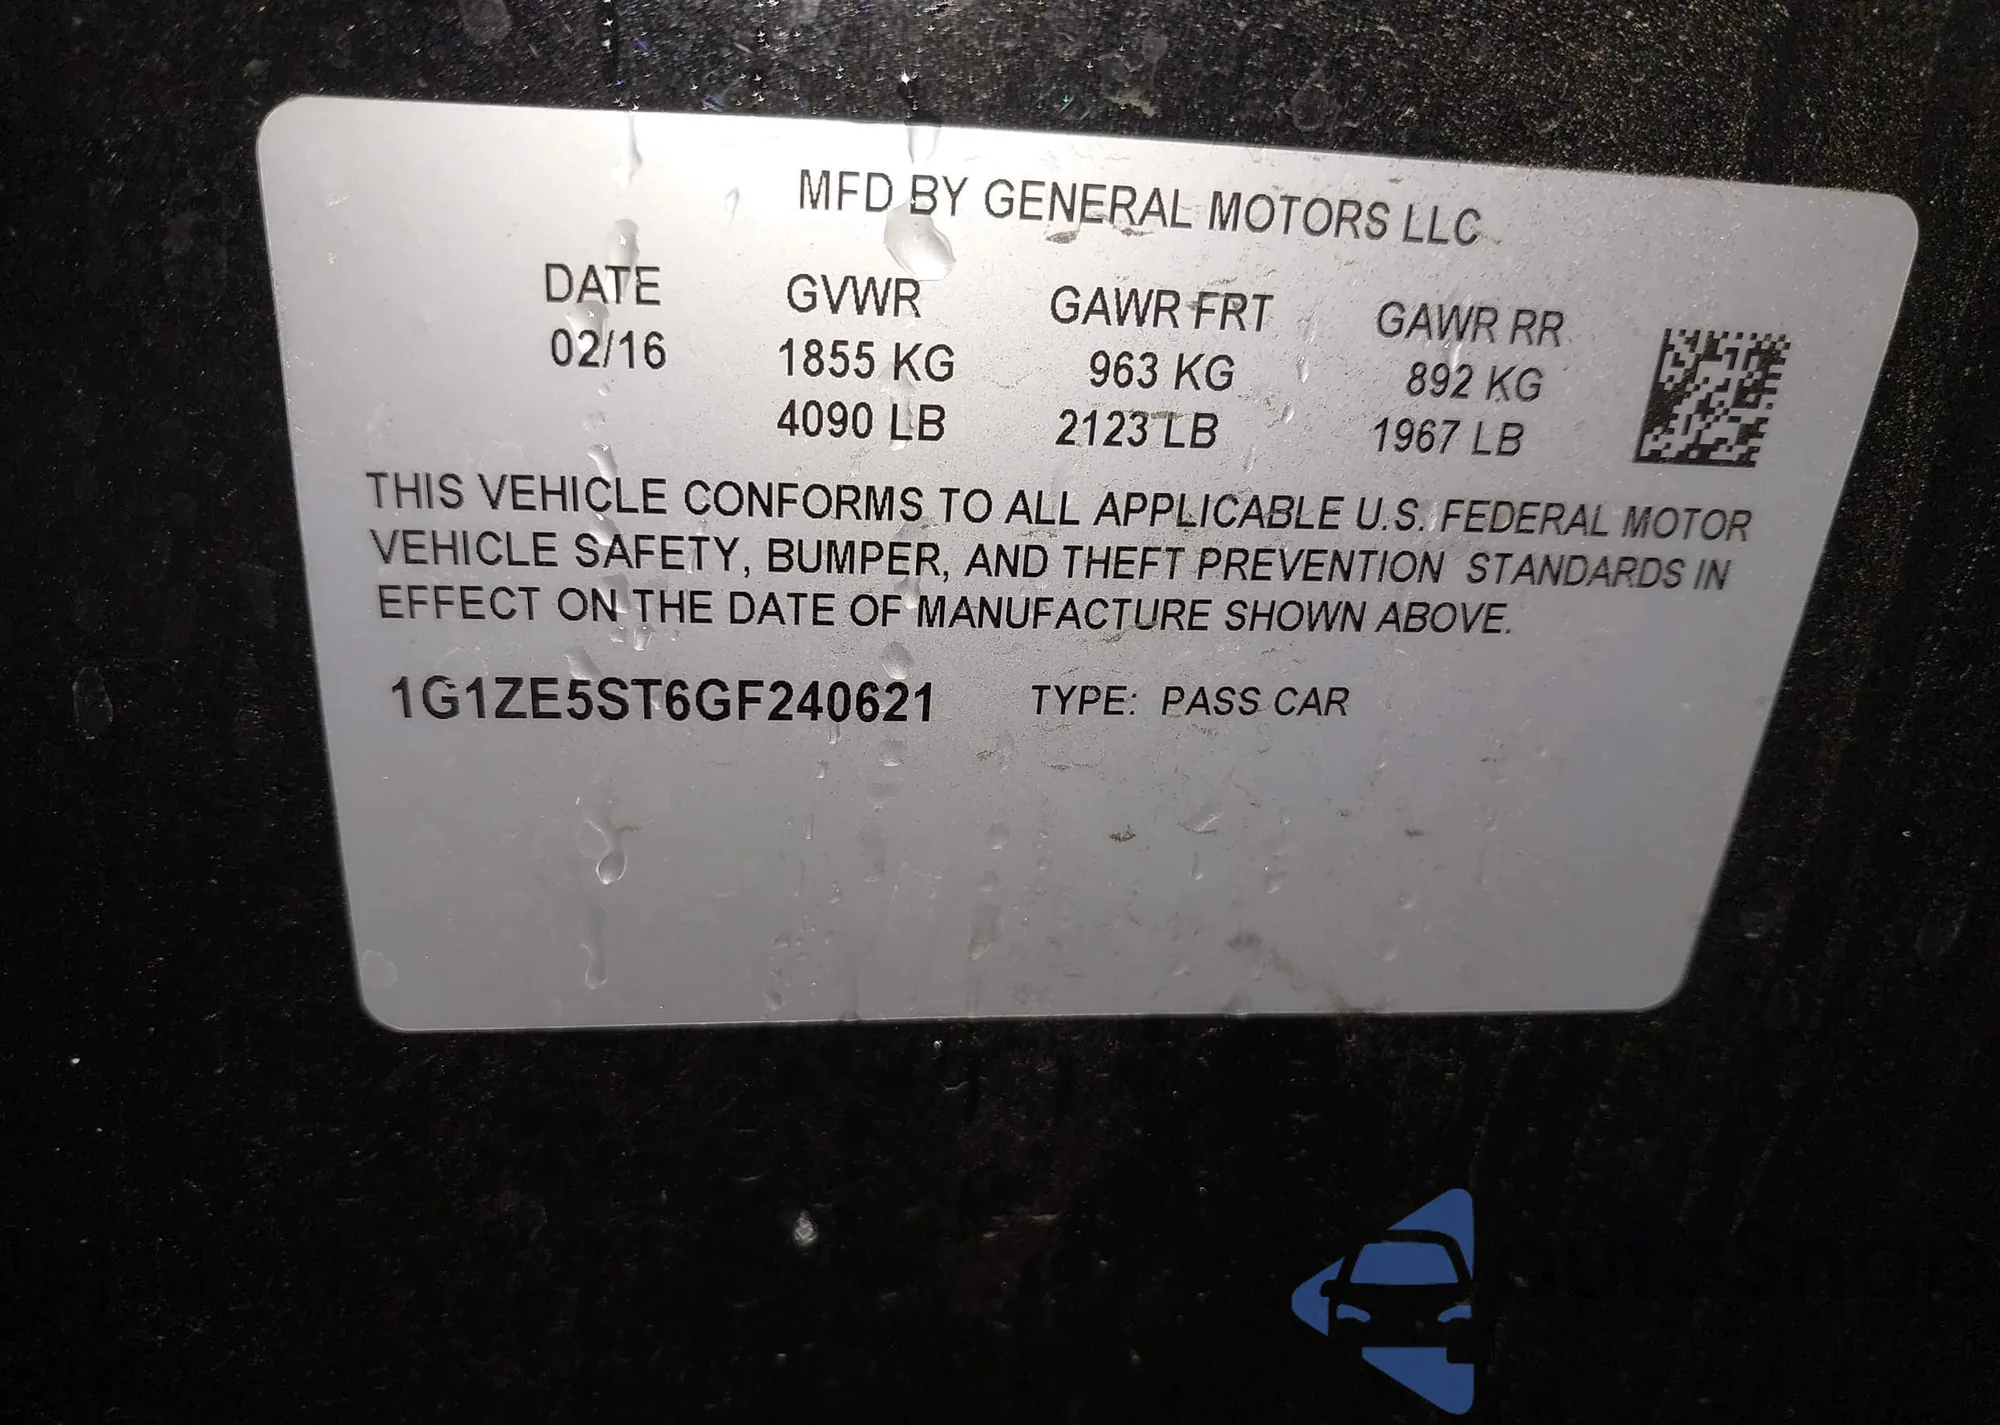 MFD BY GENERAL MOTORS LLC
DATE GVWR GAWR FRT GAWR RR
02/16 1855 KG 963 KG 892 KG
4090 LB 2123 LB 1967 LB
THIS VEHICLE CONFORMS TO ALL APPLICABLE U.S. FEDERAL MOTOR
VEHICLE SAFETY, BUMPER, AND THEFT PREVENTION STANDARDS IN
EFFECT ON THE DATE OF MANUFACTURE SHOWN ABOVE.
1G1ZE5ST6GF240621 TYPE: PASS CAR